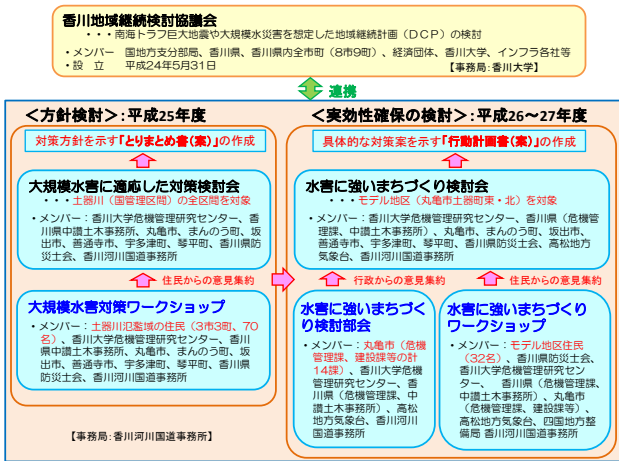 香川地域継続検討協議会
・・・南海トラフ巨大地震や大規模水災害を想定した地域継続計画（ＤＣＰ）の検討
・メンバー　国地方支分部局、香川県、香川県内全市町（８市９町）、経済団体、香川大学、インフラ各社等
・設　立　平成24年5月31日
【事務局：香川大学】
連携
＜方針検討＞：平成25年度
対策方針を示す「とりまとめ書（案）」の作成
大規模水害に適応した対策検討会
・・・土器川（国管理区間）の全区間を対象
・メンバー：香川大学危機管理研究センター、香
川県中讃土木事務所、丸亀市、まんのう町、坂
出市、善通寺市、宇多津町、琴平町、香川県防
災士会、香川河川国道事務所
住民からの意見集約
大規模水害対策ワークショップ
・メンバー：土器川氾濫域の住民（3市3町、70
名）、香川大学危機管理研究センター、香川
県中讃土木事務所、丸亀市、まんのう町、坂
出市、善通寺市、宇多津町、琴平町、香川県
防災士会、香川河川国道事務所
【事務局：香川河川国道事務所】
＜実効性確保の検討＞：平成26～27年度
具体的な対策案を示す「行動計画書（案）」の作成
水害に強いまちづくり検討会
・・・モデル地区（丸亀市土器町東・北）を対象
・メンバー：香川大学危機管理研究センター、香川県（危機管
理課、中讃土木事務所）、丸亀市、まんのう町、坂出市、
善通寺市、宇多津町、琴平町、香川県防災士会、高松地方
気象台、香川河川国道事務所
行政からの意見集約
住民からの意見集約
水害に強いまちづく
り検討部会
・メンバー：丸亀市（危機
管理課、建設課等の計
14課）、香川大学危機
管理研究センター、香
川県（危機管理課、中
讃土木事務所）、高松
地方気象台、香川河川
国道事務所
水害に強いまちづくり
ワークショップ
・メンバー：モデル地区住民
（32名）、香川県防災士会、
香川大学危機管理研究セン
ター、　香川県（危機管理課、
中讃土木事務所）、丸亀市
（危機管理課、建設課等）、
高松地方気象台、四国地方整
備局 香川河川国道事務所